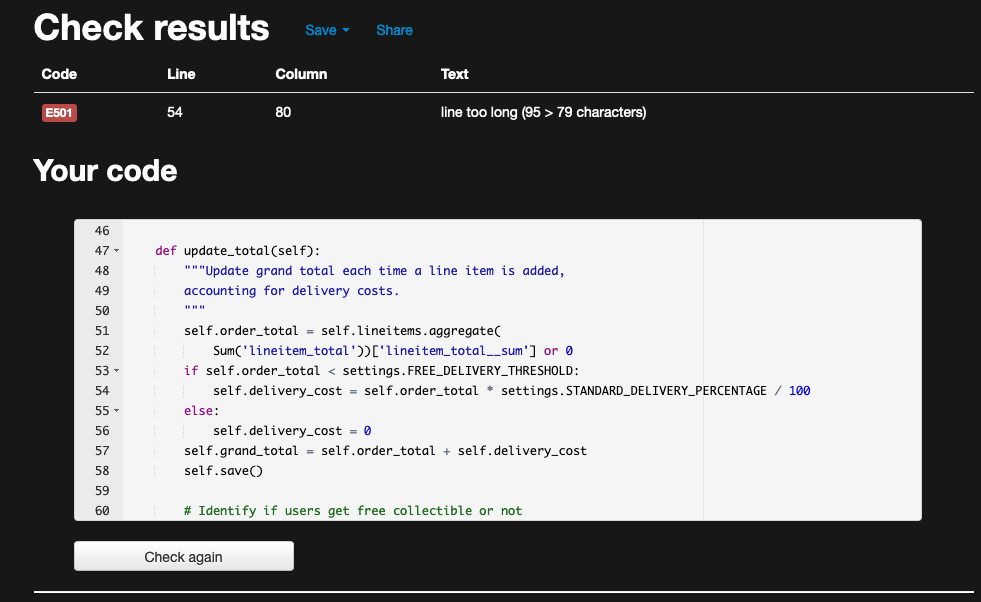 Check results Save Share
Code Line Column Text
E501 54 80 line too long (95 > 79 characters)
Your code
46
47 def update_total(self):
48 """Update grand total each time a line item is added,
49 accounting for delivery costs.
50 """
51 self.order_total = self.lineitems.aggregate(
52 Sum('lineitem_total'))['lineitem_total__sum'] or 0
53 if self.order_total < settings.FREE_DELIVERY_THRESHOLD:
54 self.delivery_cost = self.order_total * settings.STANDARD_DELIVERY_PERCENTAGE / 100
55 else:
56 self.delivery_cost = 0
57 self.grand_total = self.order_total + self.delivery_cost
58 self.save()
59
60 # Identify if users get free collectible or not
Check again